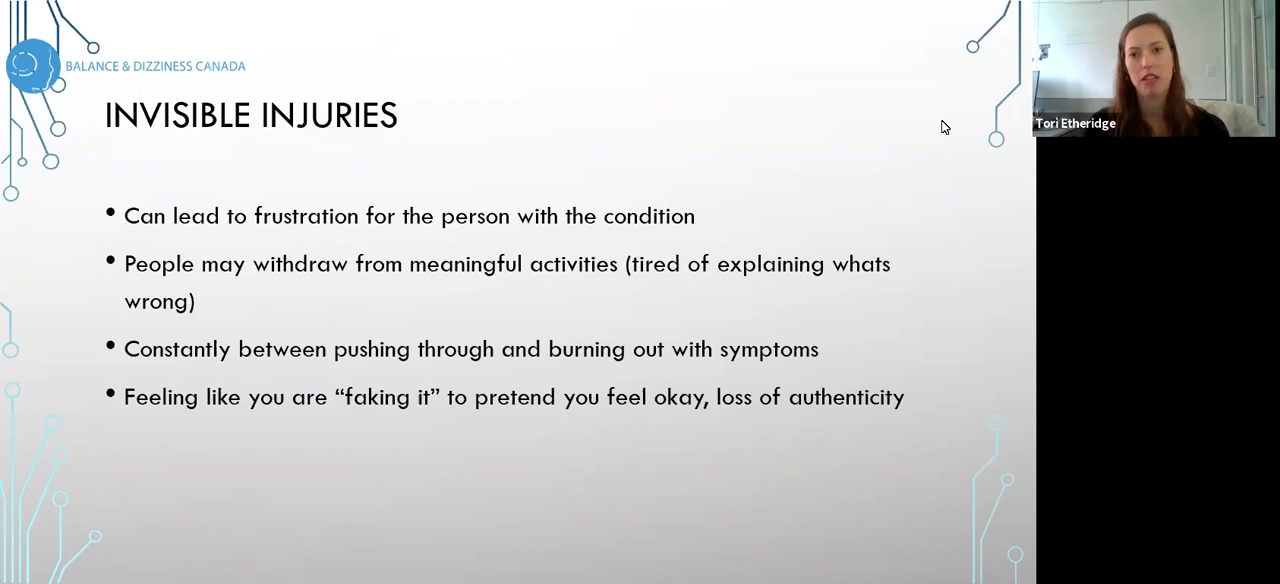 BALANCE & DIZZINESS CANADA
INVISIBLE INJURIES
• Can lead to frustration for the person with the condition
• People may withdraw from meaningful activities (tired of explaining whats
wrong)
• Constantly between pushing through and burning out with symptoms
• Feeling like you are “faking it” to pretend you feel okay, loss of authenticity
Tori Etheridge